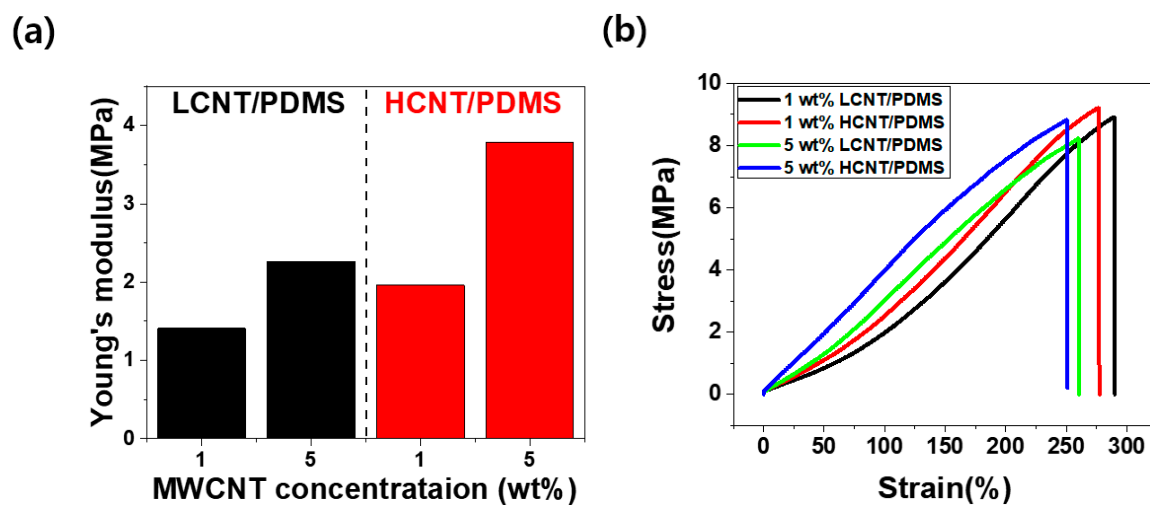 (a)
LCNT/PDMS
HCNT/PDMS
Young's modulus(MPa)
4
3
2
1
0
1
5
1
5
MWCNT concentrataion (wt%)
(b)
1 wt% LCNT/PDMS
1 wt% HCNT/PDMS
5 wt% LCNT/PDMS
5 wt% HCNT/PDMS
Stress(MPa)
10
8
6
4
2
0
0
50
100
150
200
250
300
Strain(%)